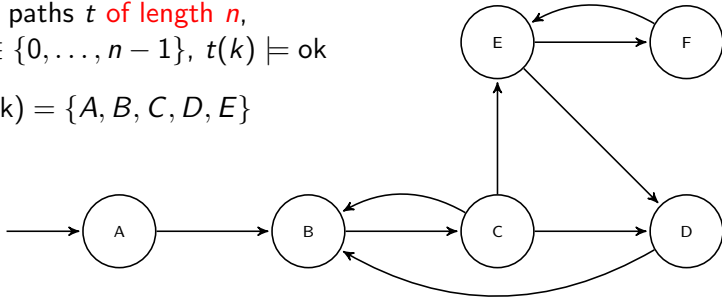 paths t of length n,
∈ {0, . . . , n − 1}, t(k) ⊨ ok
k) = {A, B, C, D, E}
E
F
A
B
C
D